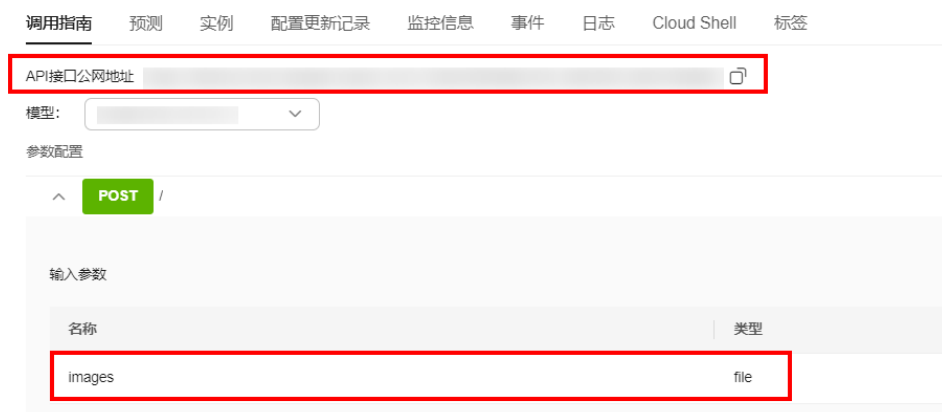 调用指南 预测 实例 配置更新记录 监控信息 事件 日志 Cloud Shell 标签
API接口公网地址
模型：
参数配置
POST /
输入参数
名称 类型
images file